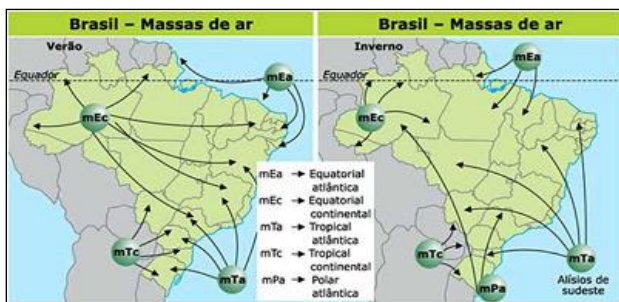 Brasil – Massas de ar
Verão
Equador
mEa
mEc
mTc
mTa
mEa → Equatorial
atlântica
mEc → Equatorial
continental
mTa → Tropical
atlântica
mTc → Tropical
continental
mPa → Polar
atlântica
Brasil – Massas de ar
Inverno
Equador
mEa
mEc
mTc
mTa
Alísios de
sudeste
mPa